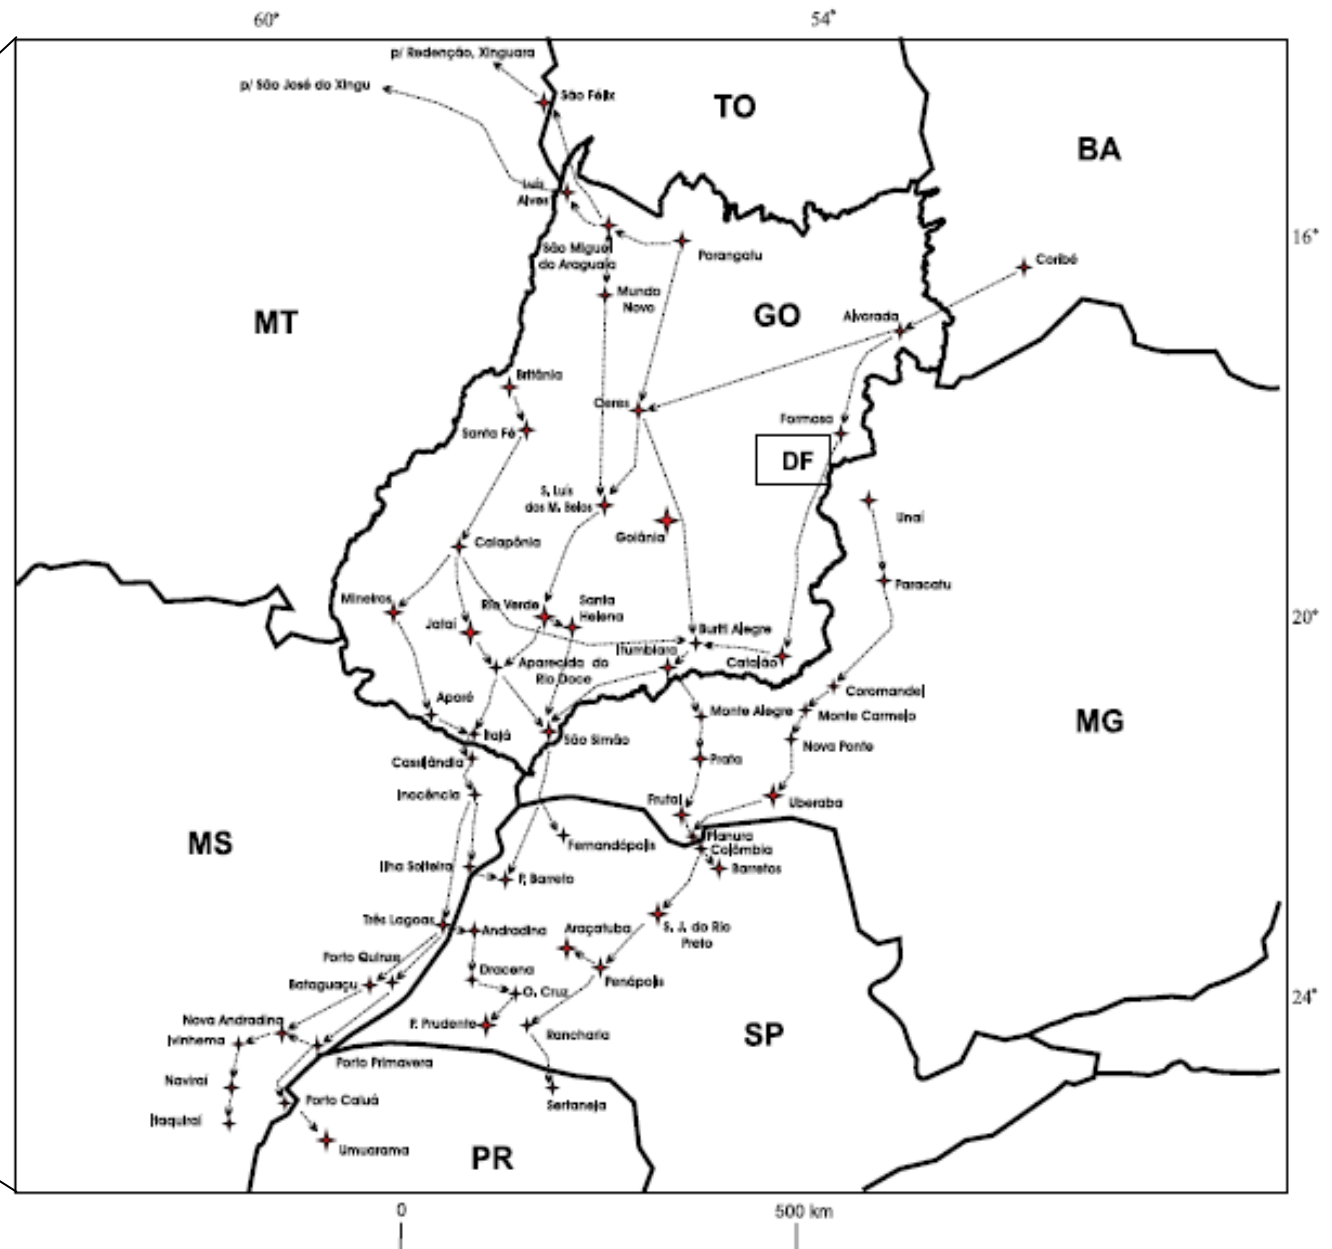 60°
54°
p/ Redenção, Xinguara
p/ São José do Xingu
São Félix
TO
BA
Luís
Alves
São Miguel
do Araguaia
Porangatu
16°
Coribé
Mundo
Novo
MT
GO
Alvorada
Britânia
Ceres
Formosa
Santa Fé
DF
S. Luís
dos M. Belos
Unaí
Goiânia
Caiapônia
Paracatu
Mineiros
Rio Verde
Santa
Helena
Jataí
Buriti Alegre
20°
Itumbiara
Catalão
Aparecida do
Rio Doce
Aporé
Coromandel
Monte Alegre
Monte Carmelo
MG
Itajá
São Simão
Nova Ponte
Cassilândia
Prata
Inocência
Frutal
Uberaba
MS
Planura
Fernandópolis
Colômbia
Ilha Solteira
P. Barreto
Barretos
Três Lagoas
Andradina
Araçatuba
S. J. do Rio
Preto
Porto Quirus
Dracena
Bataguaçu
Penápolis
O. Cruz
24°
Nova Andradina
P. Prudente
Rancharia
SP
Ivinhema
Porto Primavera
Naviraí
Porto Caiuá
Sertaneja
Itaquiraí
Umuarama
PR
0
500 km